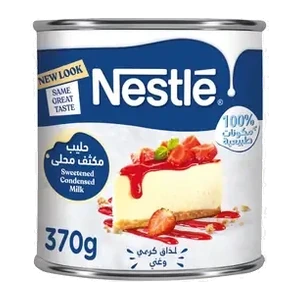 NEW LOOK
SAME
GREAT
TASTE
Nestlé
100%
مكونات
طبيعية
حليب
مكثف محلى
Sweetened
Condensed
Milk
370g
لمذاق كريمي
وغني